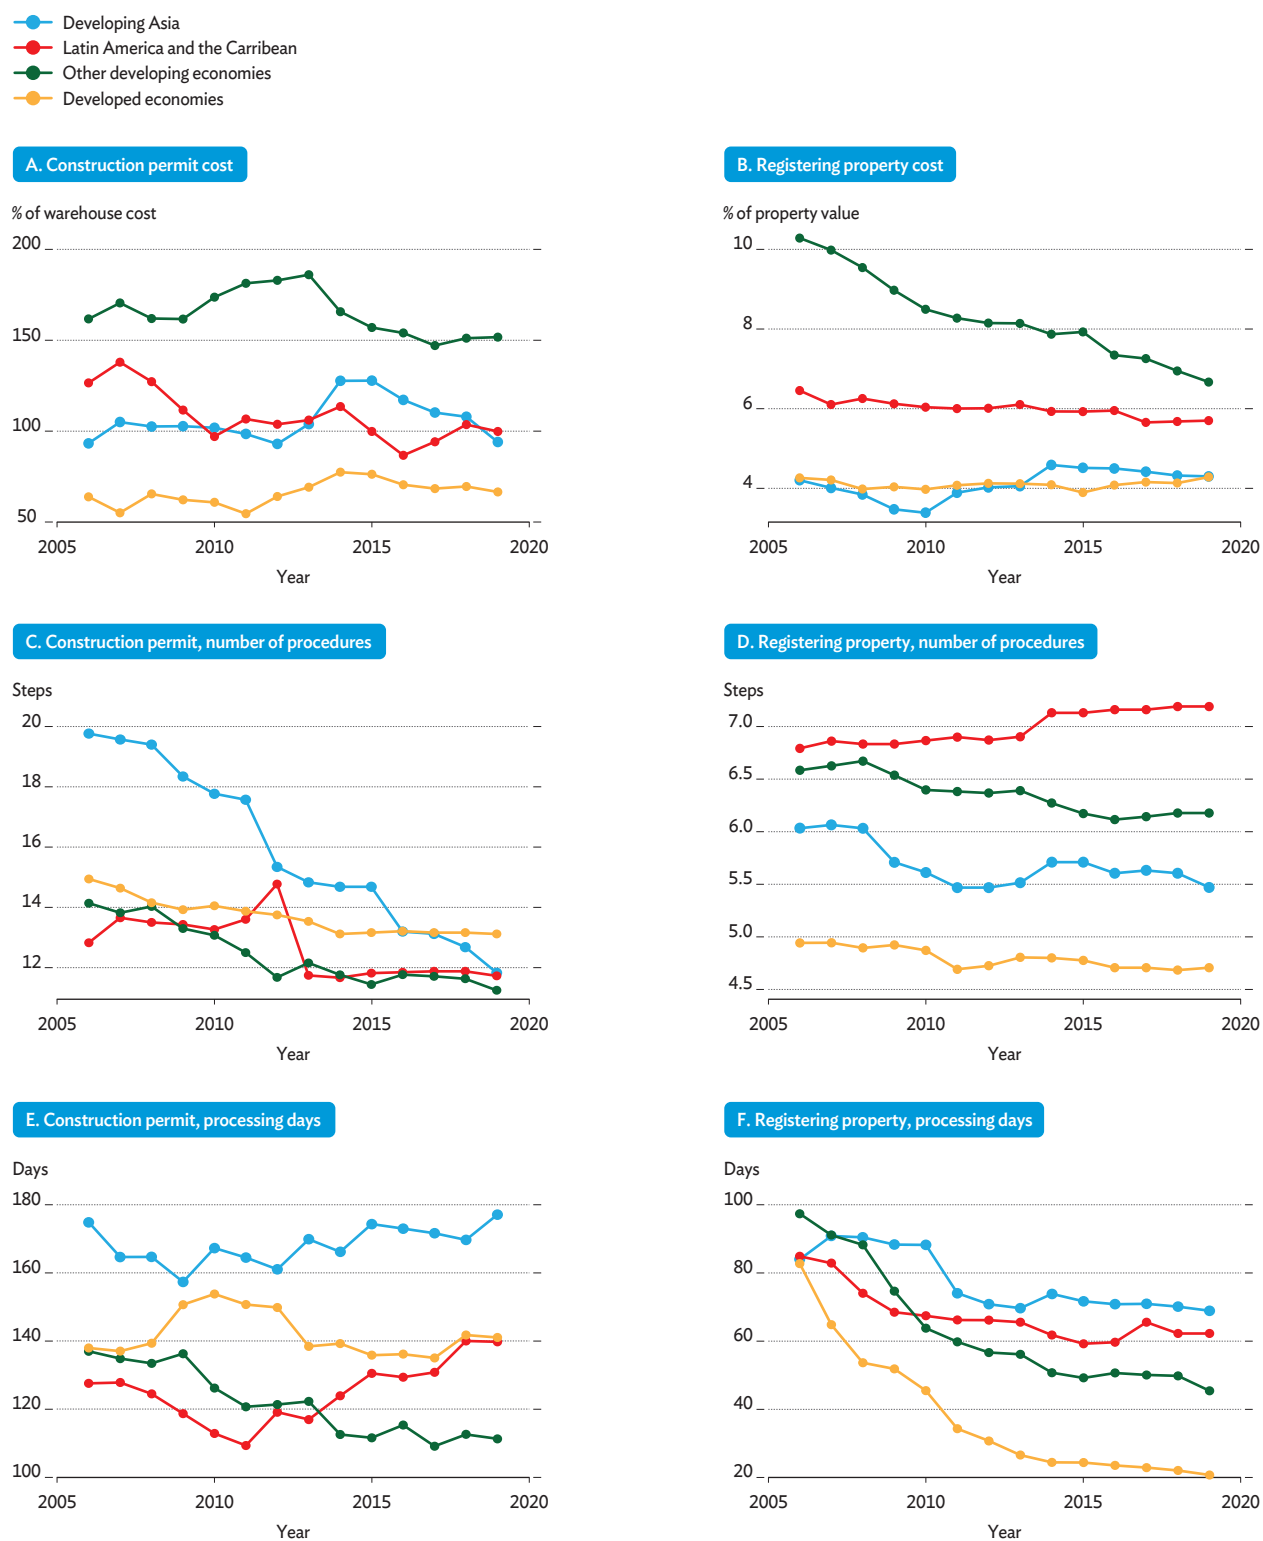 Developing Asia
Latin America and the Carribean
Other developing economies
Developed economies
A. Construction permit cost
% of warehouse cost
200
150
100
50
2005 2010 2015 2020
Year
B. Registering property cost
% of property value
10
8
6
4
2005 2010 2015 2020
Year
C. Construction permit, number of procedures
Steps
20
18
16
14
12
2005 2010 2015 2020
Year
D. Registering property, number of procedures
Steps
7.0
6.5
6.0
5.5
5.0
4.5
2005 2010 2015 2020
Year
E. Construction permit, processing days
Days
180
160
140
120
100
2005 2010 2015 2020
Year
F. Registering property, processing days
Days
100
80
60
40
20
2005 2010 2015 2020
Year